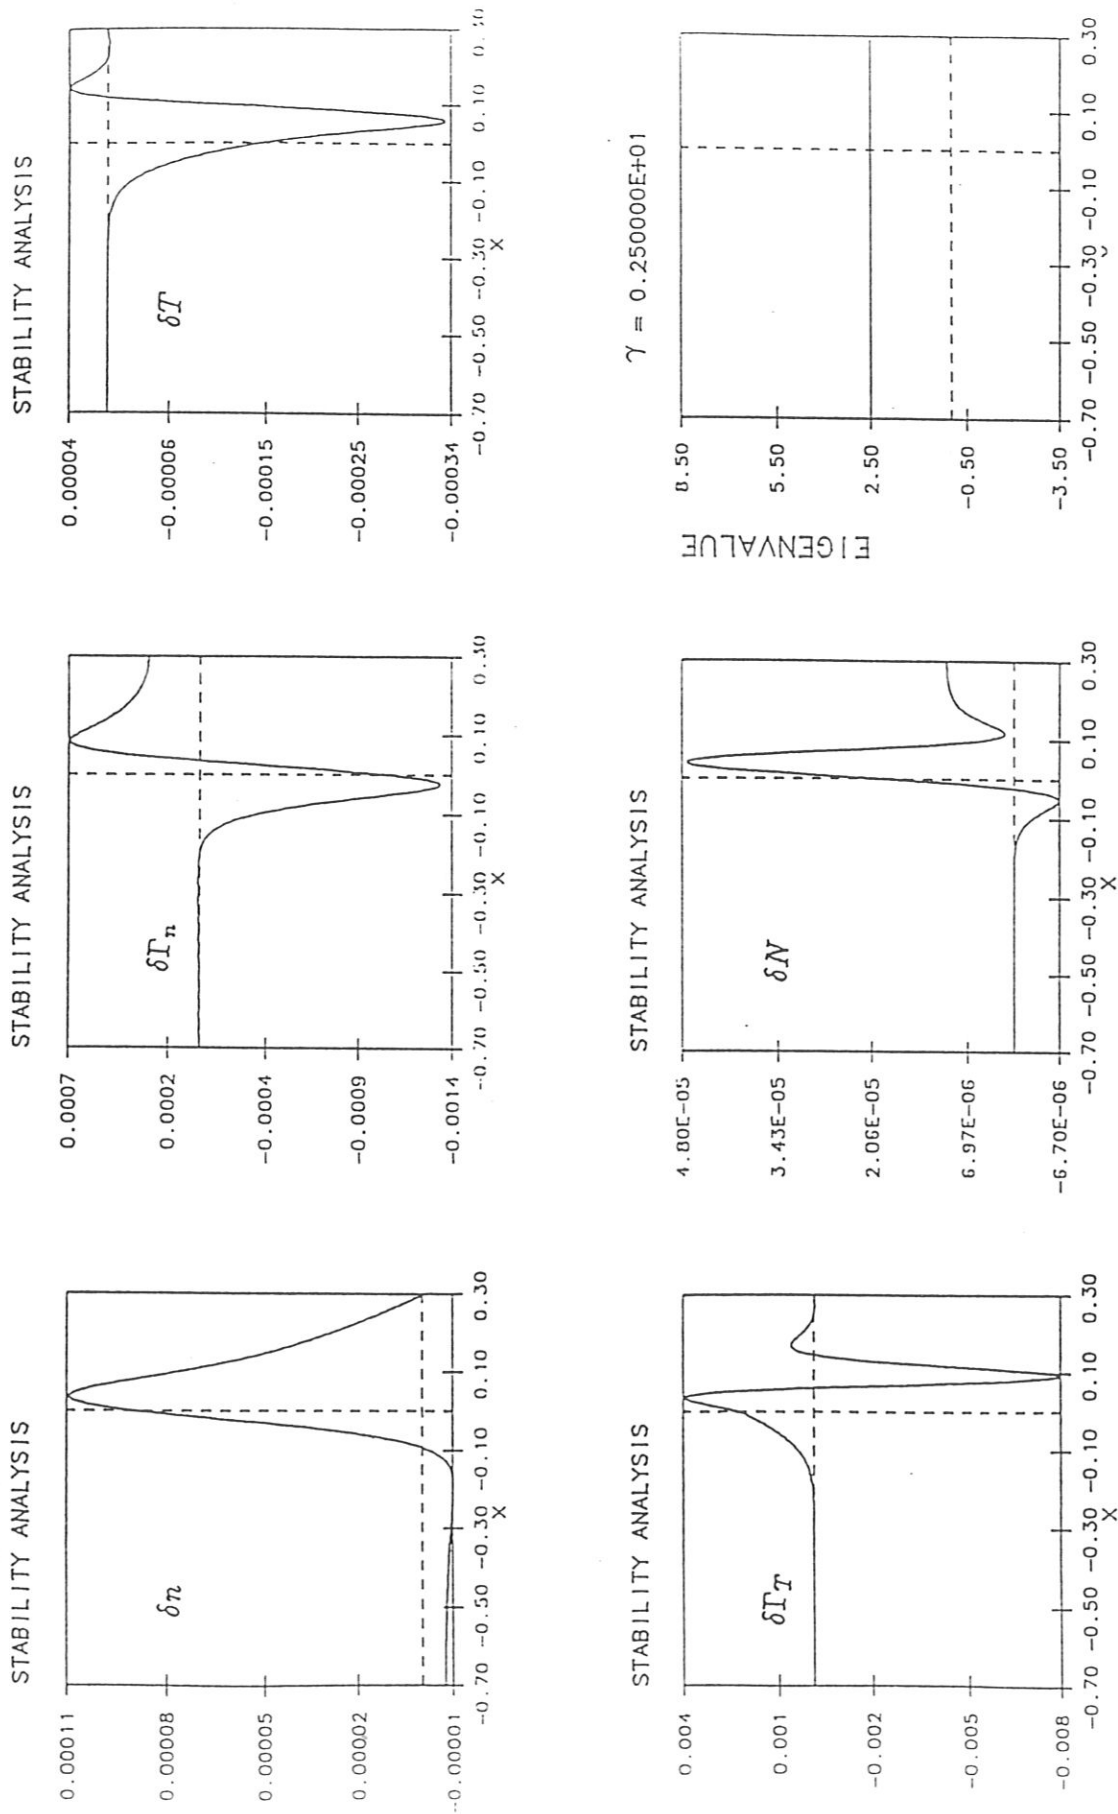 STABILITY ANALYSIS
0.00011
0.00008
0.00005
0.00002
-0.00001
δn
-0.70 -0.50 -0.30 -0.10 0.10 0.30
X
STABILITY ANALYSIS
0.0007
0.0002
-0.0004
-0.0009
-0.0014
δΓn
-0.70 -0.50 -0.30 -0.10 0.10 0.30
X
STABILITY ANALYSIS
0.00004
-0.00006
-0.00015
-0.00025
-0.00034
δT
-0.70 -0.50 -0.30 -0.10 0.10 0.30
X
STABILITY ANALYSIS
0.004
0.001
-0.002
-0.005
-0.008
δΓT
-0.70 -0.50 -0.30 -0.10 0.10 0.30
X
STABILITY ANALYSIS
4.80E-05
3.43E-05
2.06E-05
6.97E-06
-6.70E-06
δN
-0.70 -0.50 -0.30 -0.10 0.10 0.30
X
γ = 0.250000E+01
EIGENVALUE
8.50
5.50
2.50
-0.50
-3.50
-0.70 -0.50 -0.30 -0.10 0.10 0.30